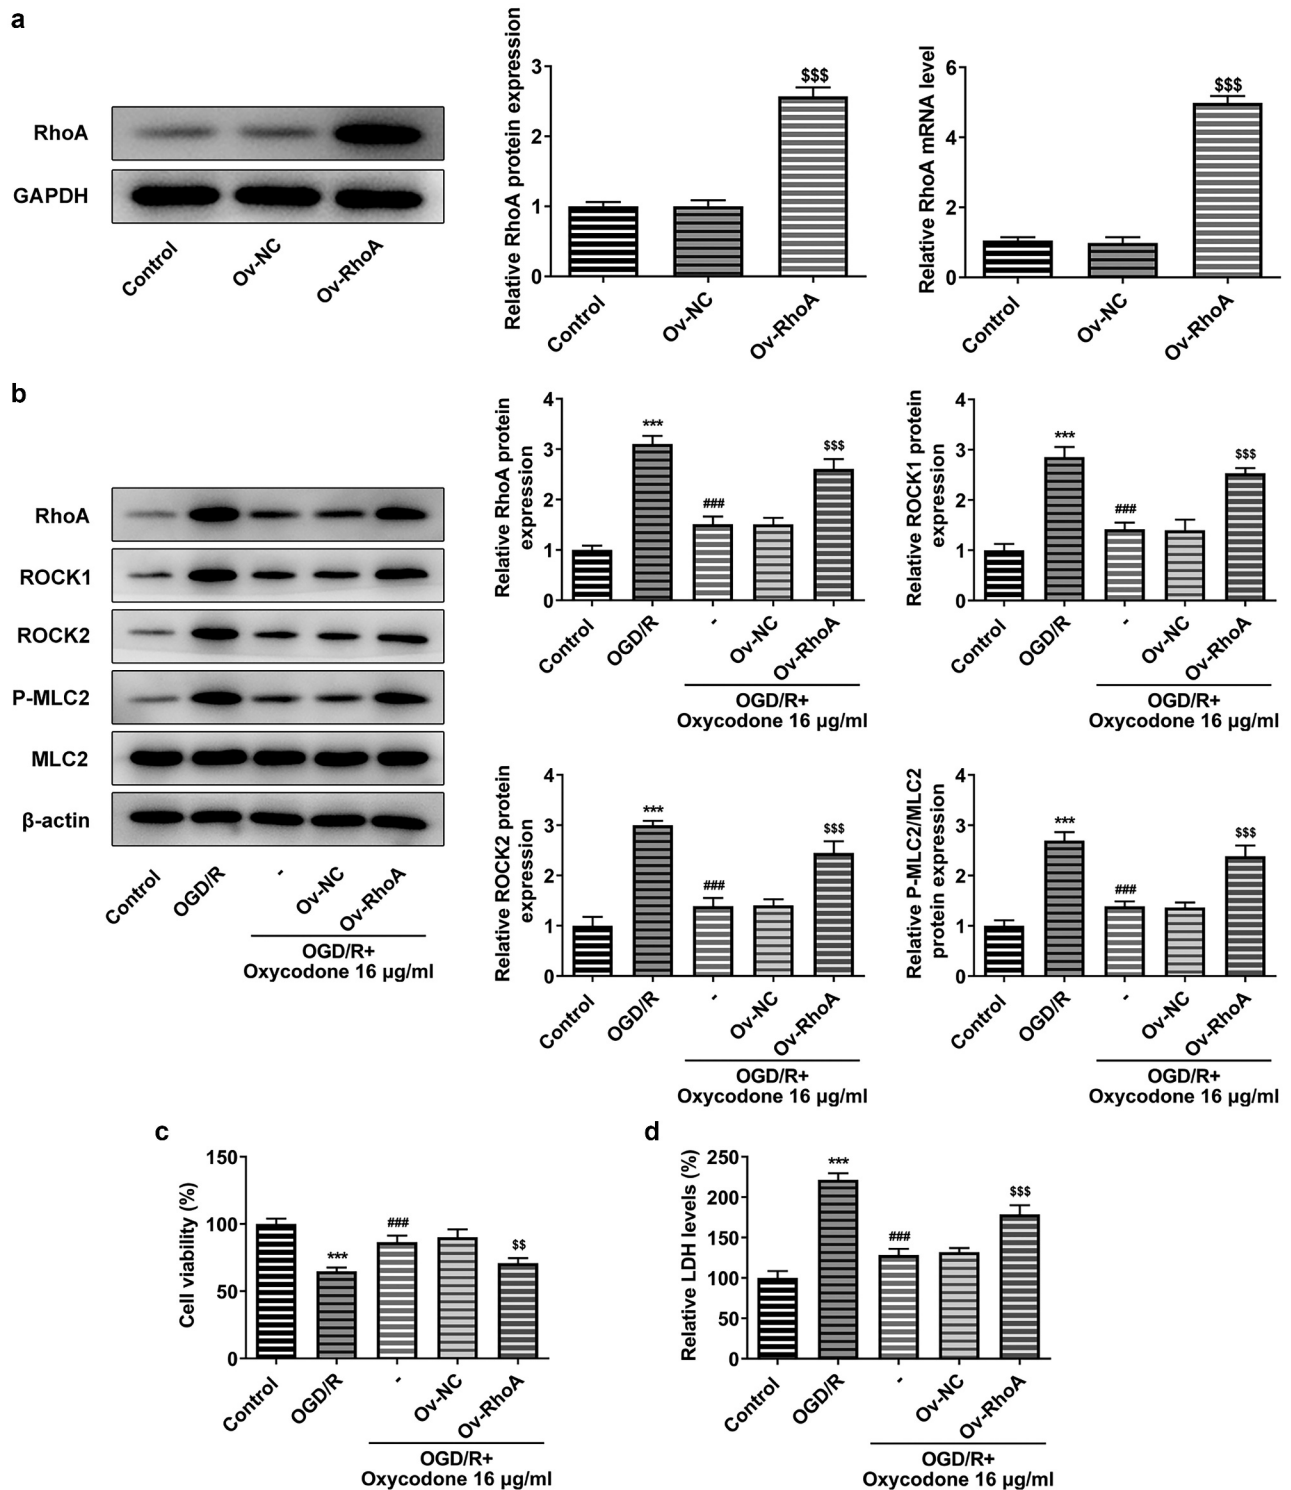 a
RhoA
GAPDH
Control
Ov-NC
Ov-RhoA
Relative RhoA protein expression
3
2
1
0
$$$
Control
Ov-NC
Ov-RhoA
Relative RhoA mRNA level
6
4
2
0
$$$
Control
Ov-NC
Ov-RhoA
b
RhoA
ROCK1
ROCK2
P-MLC2
MLC2
β-actin
Control
OGD/R
-
Ov-NC
Ov-RhoA
OGD/R+
Oxycodone 16 μg/ml
Relative RhoA protein
expression
4
3
2
1
0
***
###
$$$
Control
OGD/R
-
Ov-NC
Ov-RhoA
OGD/R+
Oxycodone 16 μg/ml
Relative ROCK1 protein
expression
4
3
2
1
0
***
###
$$$
Control
OGD/R
-
Ov-NC
Ov-RhoA
OGD/R+
Oxycodone 16 μg/ml
Relative ROCK2 protein
expression
4
3
2
1
0
***
###
$$$
Control
OGD/R
-
Ov-NC
Ov-RhoA
OGD/R+
Oxycodone 16 μg/ml
Relative P-MLC2/MLC2
protein expression
4
3
2
1
0
***
###
$$$
Control
OGD/R
-
Ov-NC
Ov-RhoA
OGD/R+
Oxycodone 16 μg/ml
c
Cell viability (%)
150
100
50
0
***
###
$$
Control
OGD/R
-
Ov-NC
Ov-RhoA
OGD/R+
Oxycodone 16 μg/ml
d
Relative LDH levels (%)
250
200
150
100
50
0
***
###
$$$
Control
OGD/R
-
Ov-NC
Ov-RhoA
OGD/R+
Oxycodone 16 μg/ml